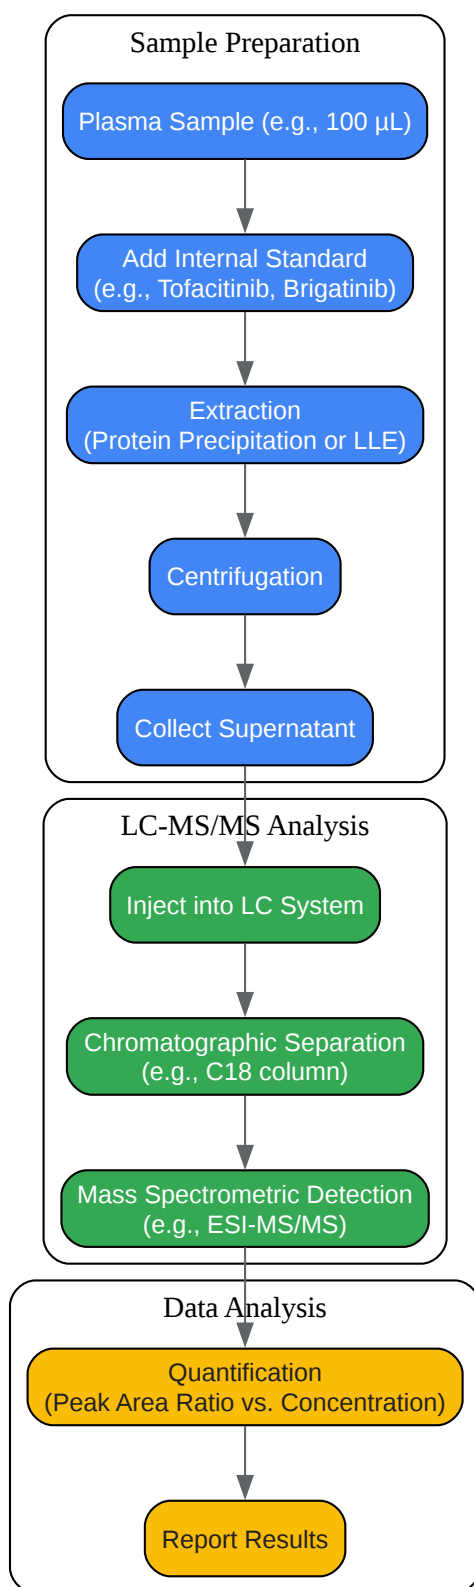 Sample Preparation
Plasma Sample (e.g., 100 µL)
Add Internal Standard
(e.g., Tofacitinib, Brigatinib)
Extraction
(Protein Precipitation or LLE)
Centrifugation
Collect Supernatant
LC-MS/MS Analysis
Inject into LC System
Chromatographic Separation
(e.g., C18 column)
Mass Spectrometric Detection
(e.g., ESI-MS/MS)
Data Analysis
Quantification
(Peak Area Ratio vs. Concentration)
Report Results